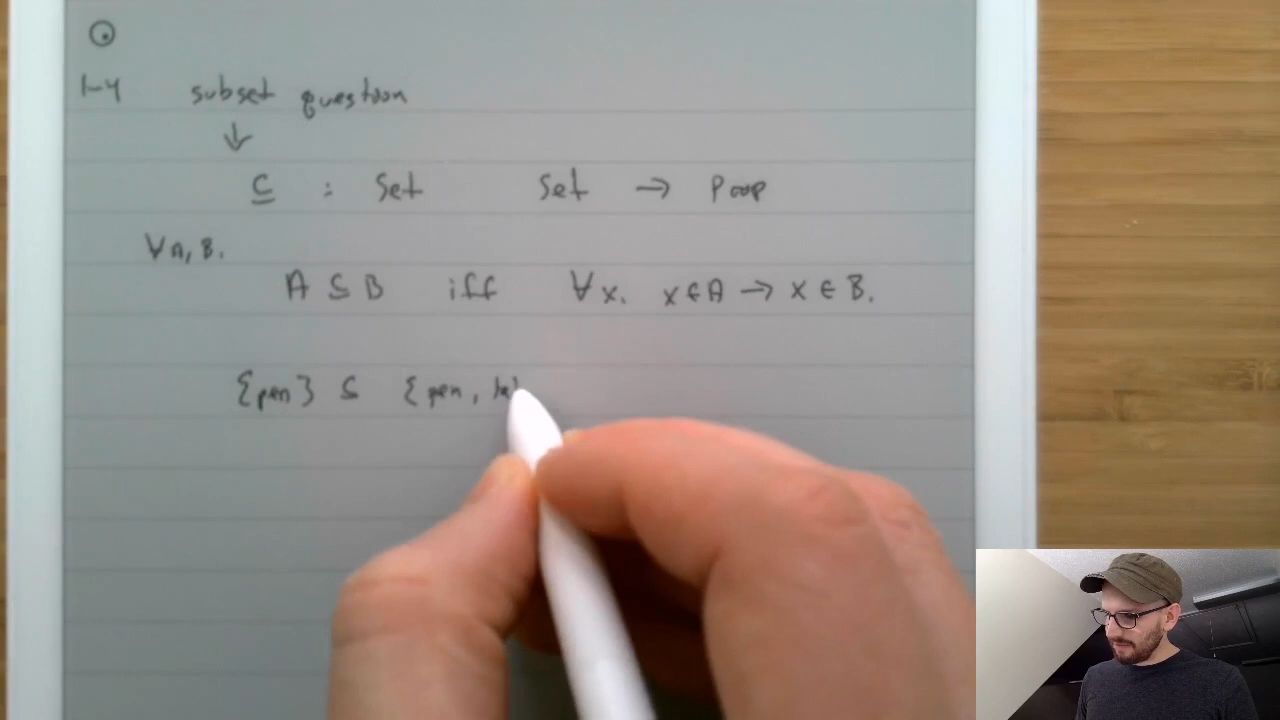 1-4 subset question
↓
⊆ : Set Set → Prop
∀A, B.
A ⊆ B iff ∀x. x∈A → x ∈ B.
{pen} ⊆ {pen,